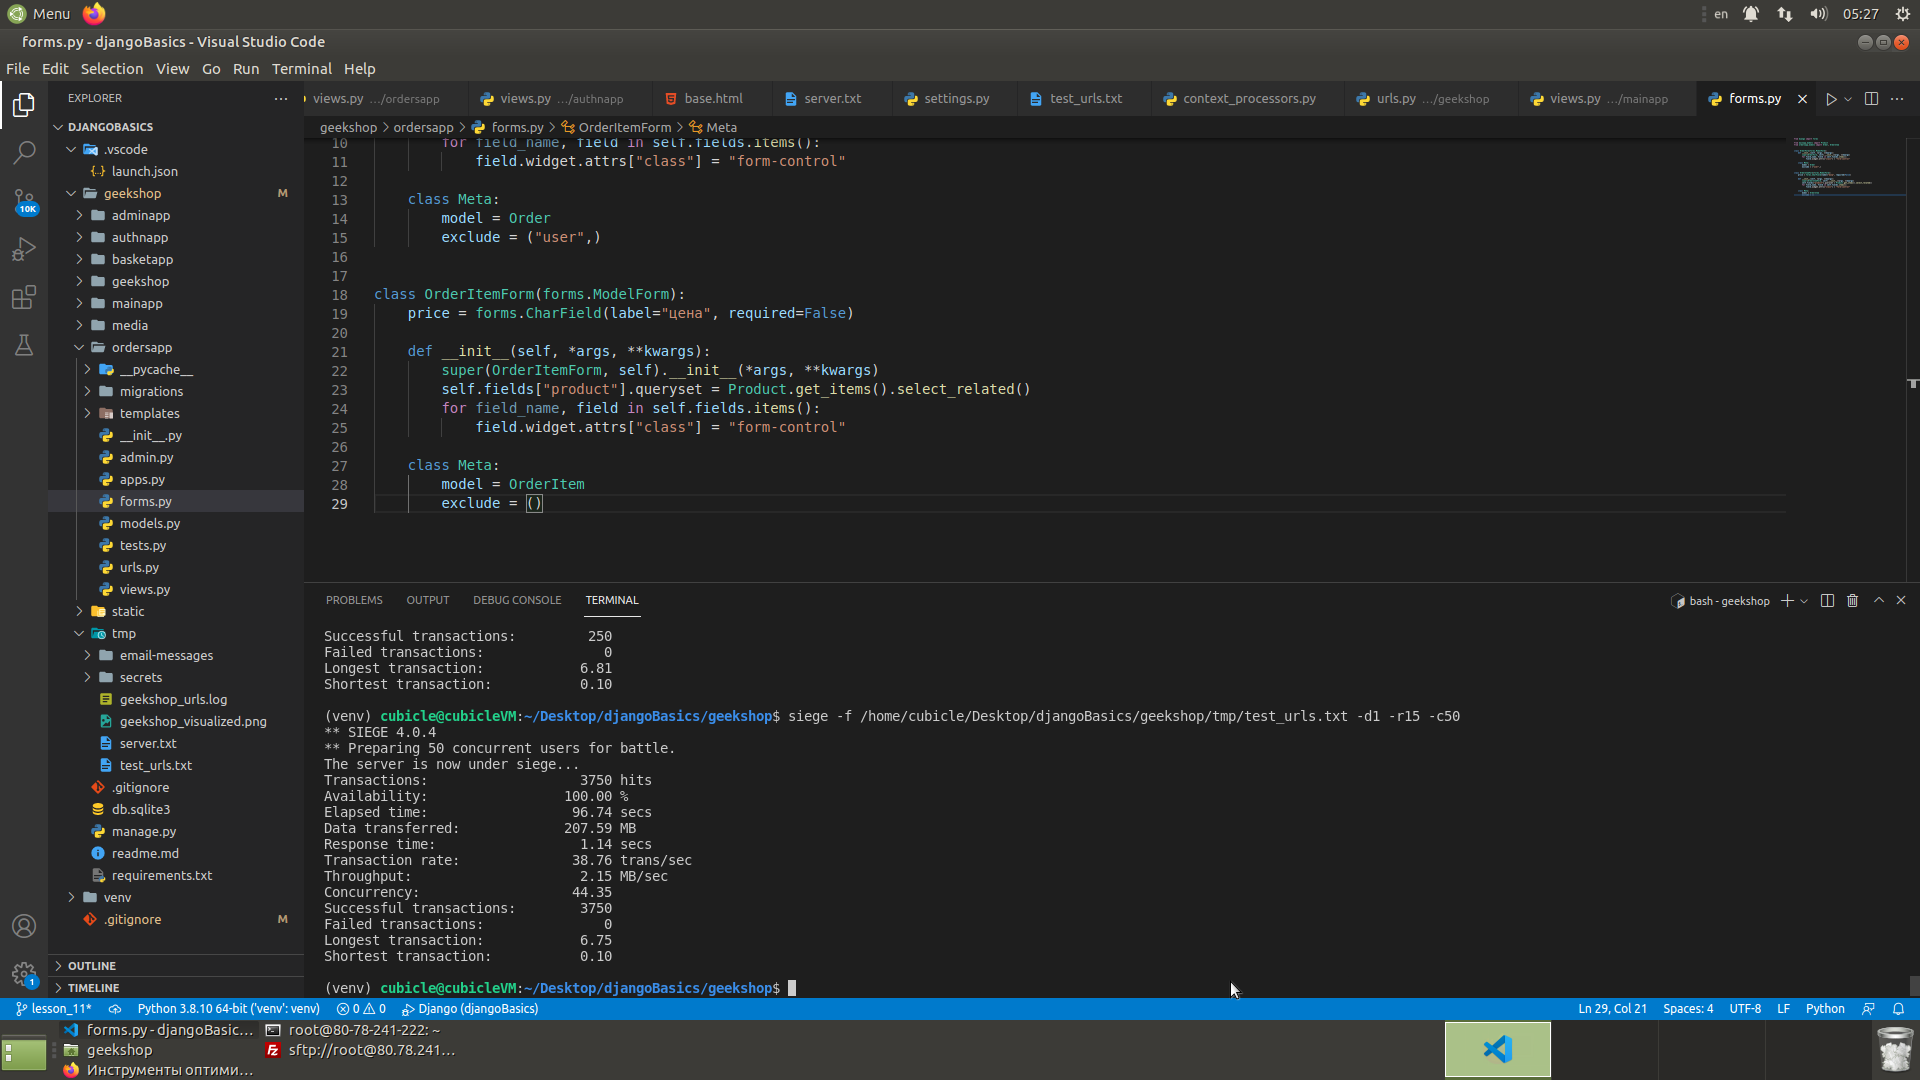 Menu
en
05:27
forms.py - djangoBasics - Visual Studio Code
File Edit Selection View Go Run Terminal Help
EXPLORER
views.py .../ordersapp
views.py .../authnapp
base.html
server.txt
settings.py
test_urls.txt
context_processors.py
urls.py .../geekshop
views.py .../mainapp
forms.py
geekshop > ordersapp > forms.py > OrderItemForm > Meta
DJANGOBASICS
.vscode
launch.json
geekshop M
adminapp
authnapp
basketapp
geekshop
mainapp
media
ordersapp
__pycache__
migrations
templates
__init__.py
admin.py
apps.py
forms.py
models.py
tests.py
urls.py
views.py
static
tmp
email-messages
secrets
geekshop_urls.log
geekshop_visualized.png
server.txt
test_urls.txt
.gitignore
db.sqlite3
manage.py
readme.md
requirements.txt
venv
.gitignore M
OUTLINE
TIMELINE
10K
1
10 for field_name, field in self.fields.items():
11 field.widget.attrs["class"] = "form-control"
12
13 class Meta:
14 model = Order
15 exclude = ("user",)
16
17
18 class OrderItemForm(forms.ModelForm):
19 price = forms.CharField(label="цена", required=False)
20
21 def __init__(self, *args, **kwargs):
22 super(OrderItemForm, self).__init__(*args, **kwargs)
23 self.fields["product"].queryset = Product.get_items().select_related()
24 for field_name, field in self.fields.items():
25 field.widget.attrs["class"] = "form-control"
26
27 class Meta:
28 model = OrderItem
29 exclude = ()
PROBLEMS OUTPUT DEBUG CONSOLE TERMINAL
bash - geekshop
Successful transactions: 250
Failed transactions: 0
Longest transaction: 6.81
Shortest transaction: 0.10
(venv) cubicle@cubicleVM:~/Desktop/djangoBasics/geekshop$ siege -f /home/cubicle/Desktop/djangoBasics/geekshop/tmp/test_urls.txt -d1 -r15 -c50
** SIEGE 4.0.4
** Preparing 50 concurrent users for battle.
The server is now under siege...
Transactions: 3750 hits
Availability: 100.00 %
Elapsed time: 96.74 secs
Data transferred: 207.59 MB
Response time: 1.14 secs
Transaction rate: 38.76 trans/sec
Throughput: 2.15 MB/sec
Concurrency: 44.35
Successful transactions: 3750
Failed transactions: 0
Longest transaction: 6.75
Shortest transaction: 0.10
(venv) cubicle@cubicleVM:~/Desktop/djangoBasics/geekshop$
lesson_11* Python 3.8.10 64-bit ('venv': venv) 0 0 Django (djangoBasics)
Ln 29, Col 21 Spaces: 4 UTF-8 LF Python
forms.py - djangoBasic...
root@80-78-241-222: ~
geekshop
sftp://root@80.78.241...
Инструменты оптими...